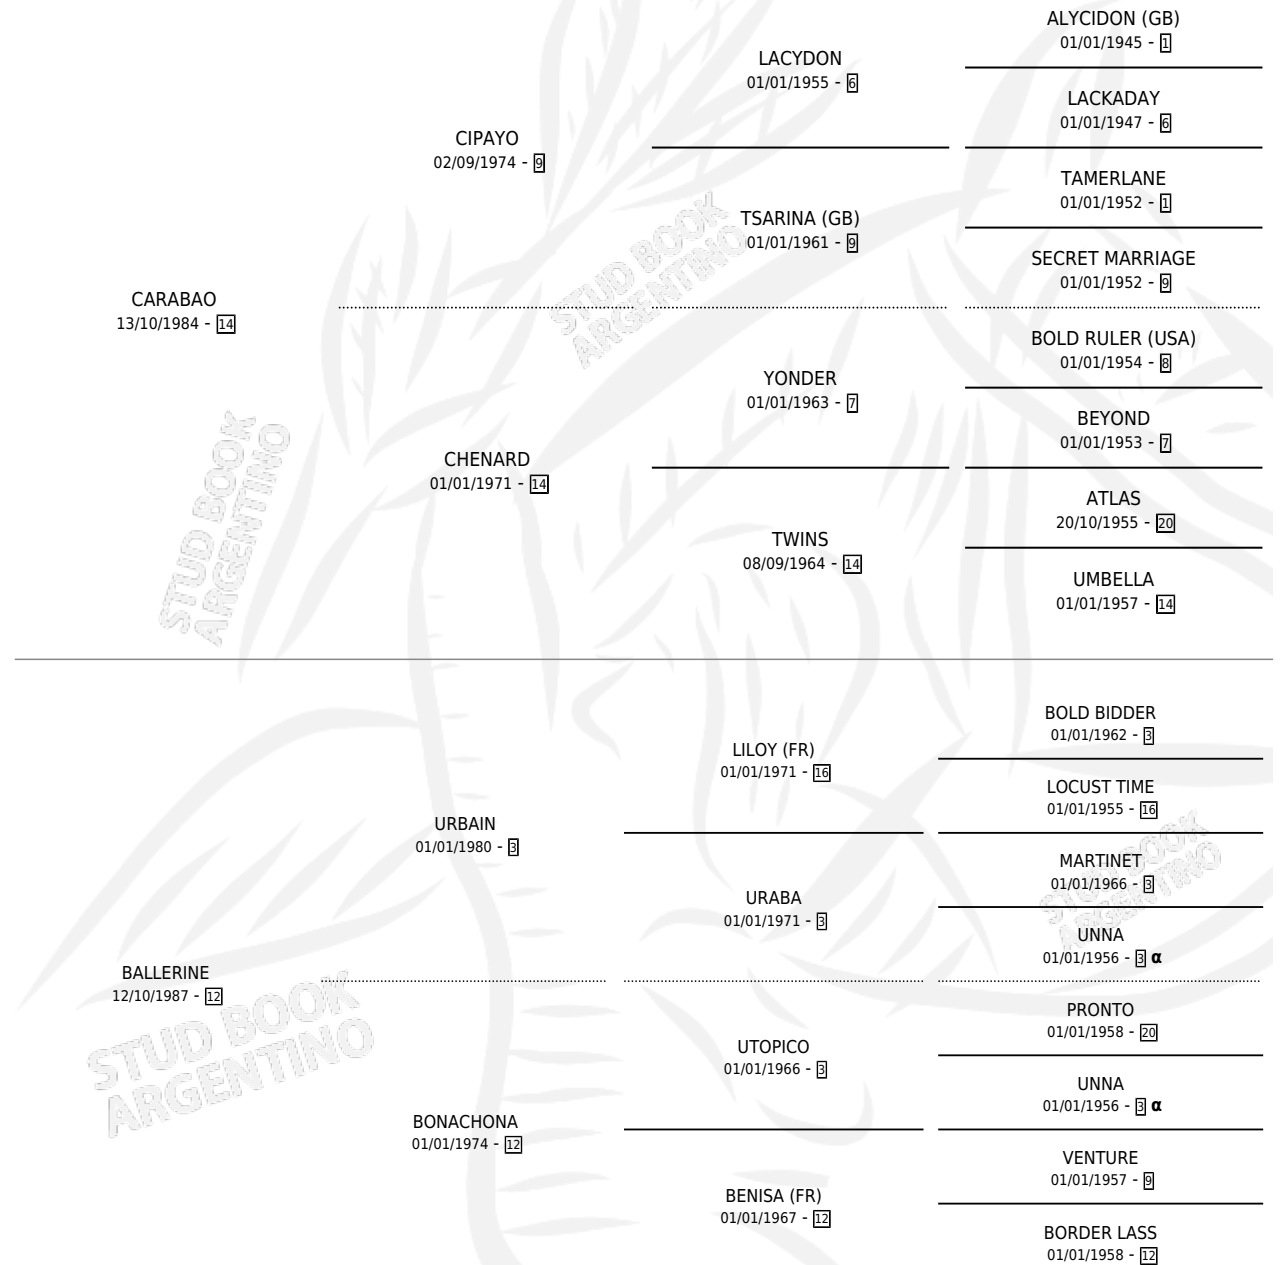 ALYCIDON (GB)
01/01/1945 - 1
LACYDON
01/01/1955 - 6
LACKADAY
01/01/1947 - 6
CIPAYO
02/09/1974 - 9
TAMERLANE
01/01/1952 - 1
TSARINA (GB)
01/01/1961 - 9
SECRET MARRIAGE
01/01/1952 - 9
CARABAO
13/10/1984 - 14
STUD BOOK
ARGENTINO
BOLD RULER (USA)
01/01/1954 - 8
YONDER
01/01/1963 - 7
BEYOND
01/01/1953 - 7
CHENARD
01/01/1971 - 14
ATLAS
20/10/1955 - 20
TWINS
08/09/1964 - 14
UMBELLA
01/01/1957 - 14
STUD BOOK
ARGENTINO
BOLD BIDDER
01/01/1962 - 3
LILOY (FR)
01/01/1971 - 16
LOCUST TIME
01/01/1955 - 16
URBAIN
01/01/1980 - 3
MARTINET
01/01/1966 - 3
STUD BOOK
ARGENTINO
URABA
01/01/1971 - 3
UNNA
01/01/1956 - 3 α
BALLERINE
12/10/1987 - 12
STUD BOOK
ARGENTINO
PRONTO
01/01/1958 - 20
UTOPICO
01/01/1966 - 3
UNNA
01/01/1956 - 3 α
BONACHONA
01/01/1974 - 12
VENTURE
01/01/1957 - 9
BENISA (FR)
01/01/1967 - 12
BORDER LASS
01/01/1958 - 12